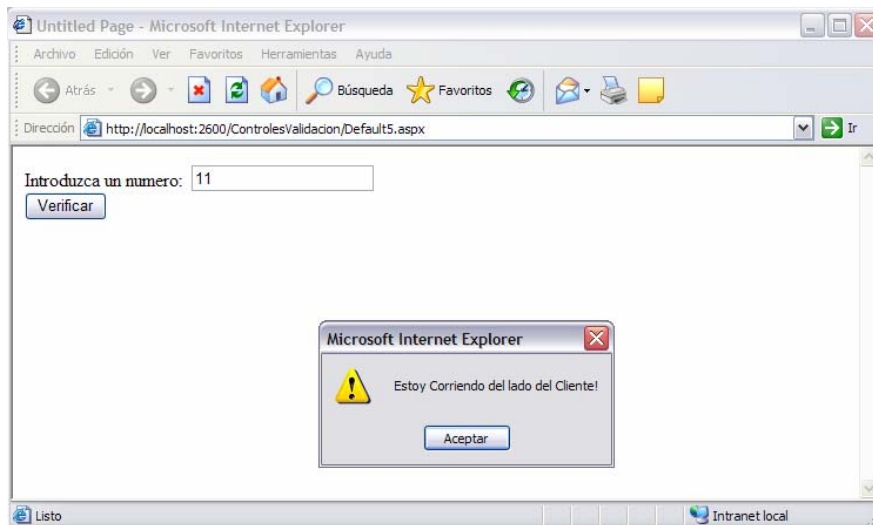 Untitled Page - Microsoft Internet Explorer
Archivo Edición Ver Favoritos Herramientas Ayuda
Atrás Búsqueda Favoritos
Dirección http://localhost:2600/ControlesValidacion/Default5.aspx Ir
Introduzca un numero: 11
Verificar
Microsoft Internet Explorer
Estoy Corriendo del lado del Cliente!
Aceptar
Listo Intranet local